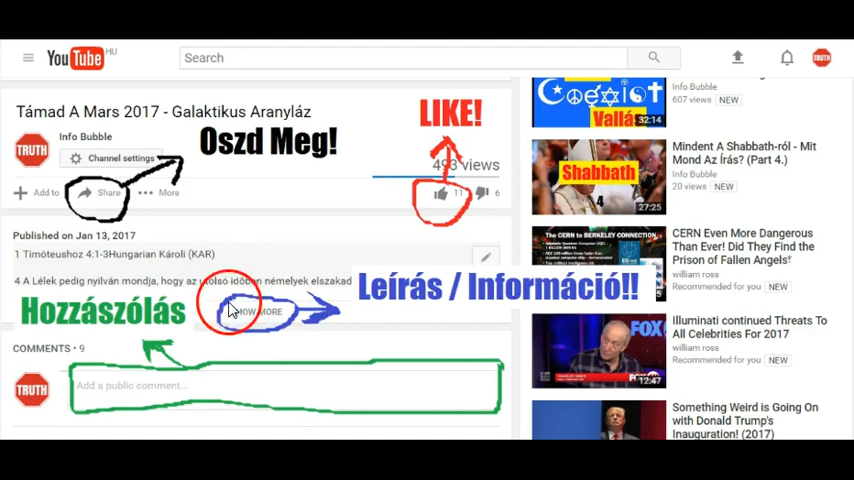 YouTube HU
Search
TRUTH
Támad A Mars 2017 - Galaktikus Aranyláz
LIKE!
TRUTH
Info Bubble
Channel settings
Oszd Meg!
493 views
Add to
Share
More
11
6
Published on Jan 13, 2017
1 Timóteushoz 4:1-3Hungarian Károli (KAR)
4 A Lélek pedig nyilván mondja, hogy az utolsó időben némelyek elszakad
Leírás / Információ!!
Hozzászólás
SHOW MORE
COMMENTS • 9
TRUTH
Add a public comment...
Vallás
32:14
Info Bubble
607 views NEW
Shabbath
4
27:25
Mindent A Shabbath-ról - Mit
Mond Az Írás? (Part 4.)
Info Bubble
20 views NEW
THE CERN TO
BERKELEY CONNECTION
CERN Even More Dangerous
Than Ever! Did They Find the
Prison of Fallen Angels
william ross
Recommended for you NEW
FOX
12:47
Illuminati continued Threats To
All Celebrities For 2017
william ross
Recommended for you NEW
Something Weird is Going On
with Donald Trump's
Inauguration! (2017)